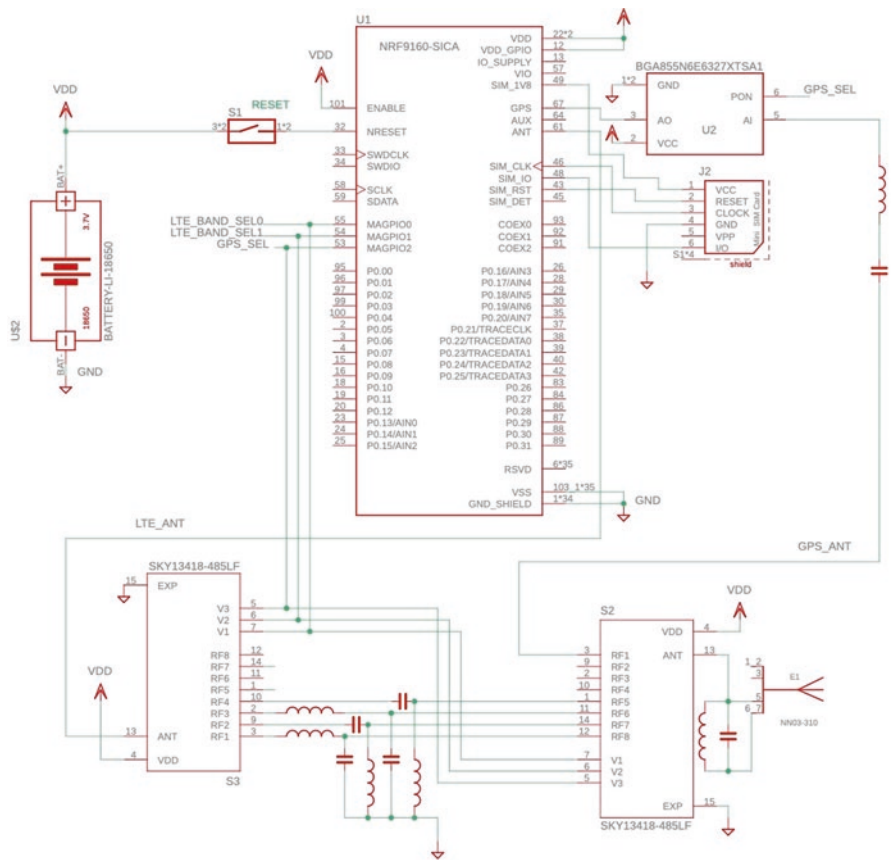 U1
NRF9160-SICA
VDD 22*2
VDD_GPIO 12
IO_SUPPLY 13
VIO 57
SIM_1V8 49
VDD
101 ENABLE
GPS 67
AUX 64
ANT 61
VDD
S1 RESET
3*2 1*2
32 NRESET
33 SWDCLK
34 SWDIO
58 SCLK
59 SDATA
SIM_CLK 46
SIM_IO 48
SIM_RST 43
SIM_DET 45
LTE_BAND_SEL0 55 MAGPIO0
LTE_BAND_SEL1 54 MAGPIO1
GPS_SEL 53 MAGPIO2
COEX0 93
COEX1 92
COEX2 91
95 P0.00
96 P0.01
97 P0.02
99 P0.03
100 P0.04
2 P0.05
3 P0.06
4 P0.07
15 P0.08
16 P0.09
18 P0.10
19 P0.11
20 P0.12
23 P0.13/AIN0
24 P0.14/AIN1
25 P0.15/AIN2
P0.16/AIN3 26
P0.17/AIN4 28
P0.18/AIN5 29
P0.19/AIN6 30
P0.20/AIN7 35
P0.21/TRACECLK 37
P0.22/TRACEDATA0 38
P0.23/TRACEDATA1 39
P0.24/TRACEDATA2 40
P0.25/TRACEDATA3 42
P0.26 83
P0.27 84
P0.28 86
P0.29 87
P0.30 88
P0.31 89
RSVD 6*35
VSS 103_1*35
GND_SHIELD 1*34
GND
BGA855N6E6327XTSA1
1*2 GND
PON 6 GPS_SEL
3 AO
AI 5
U2
2 VCC
J2
1 VCC
2 RESET
3 CLOCK
4 GND
5 VPP
6 I/O
S1*4
Mini SIM Card
shield
BAT+
3.7V
18650
BATTERY-LI-18650
U$2
BAT-
GND
LTE_ANT
GPS_ANT
SKY13418-485LF
15 EXP
V3 5
V2 6
V1 7
RF8 12
RF7 14
RF6 11
RF5 1
RF4 10
RF3 2
RF2 9
RF1 3
VDD
13 ANT
4 VDD
S3
S2
VDD
VDD 4
3 RF1
ANT 13
9 RF2
2 RF3
10 RF4
1 RF5
11 RF6
14 RF7
12 RF8
7 V1
6 V2
5 V3
EXP 15
SKY13418-485LF
1 2
3
5
6 7
E1
NN03-310